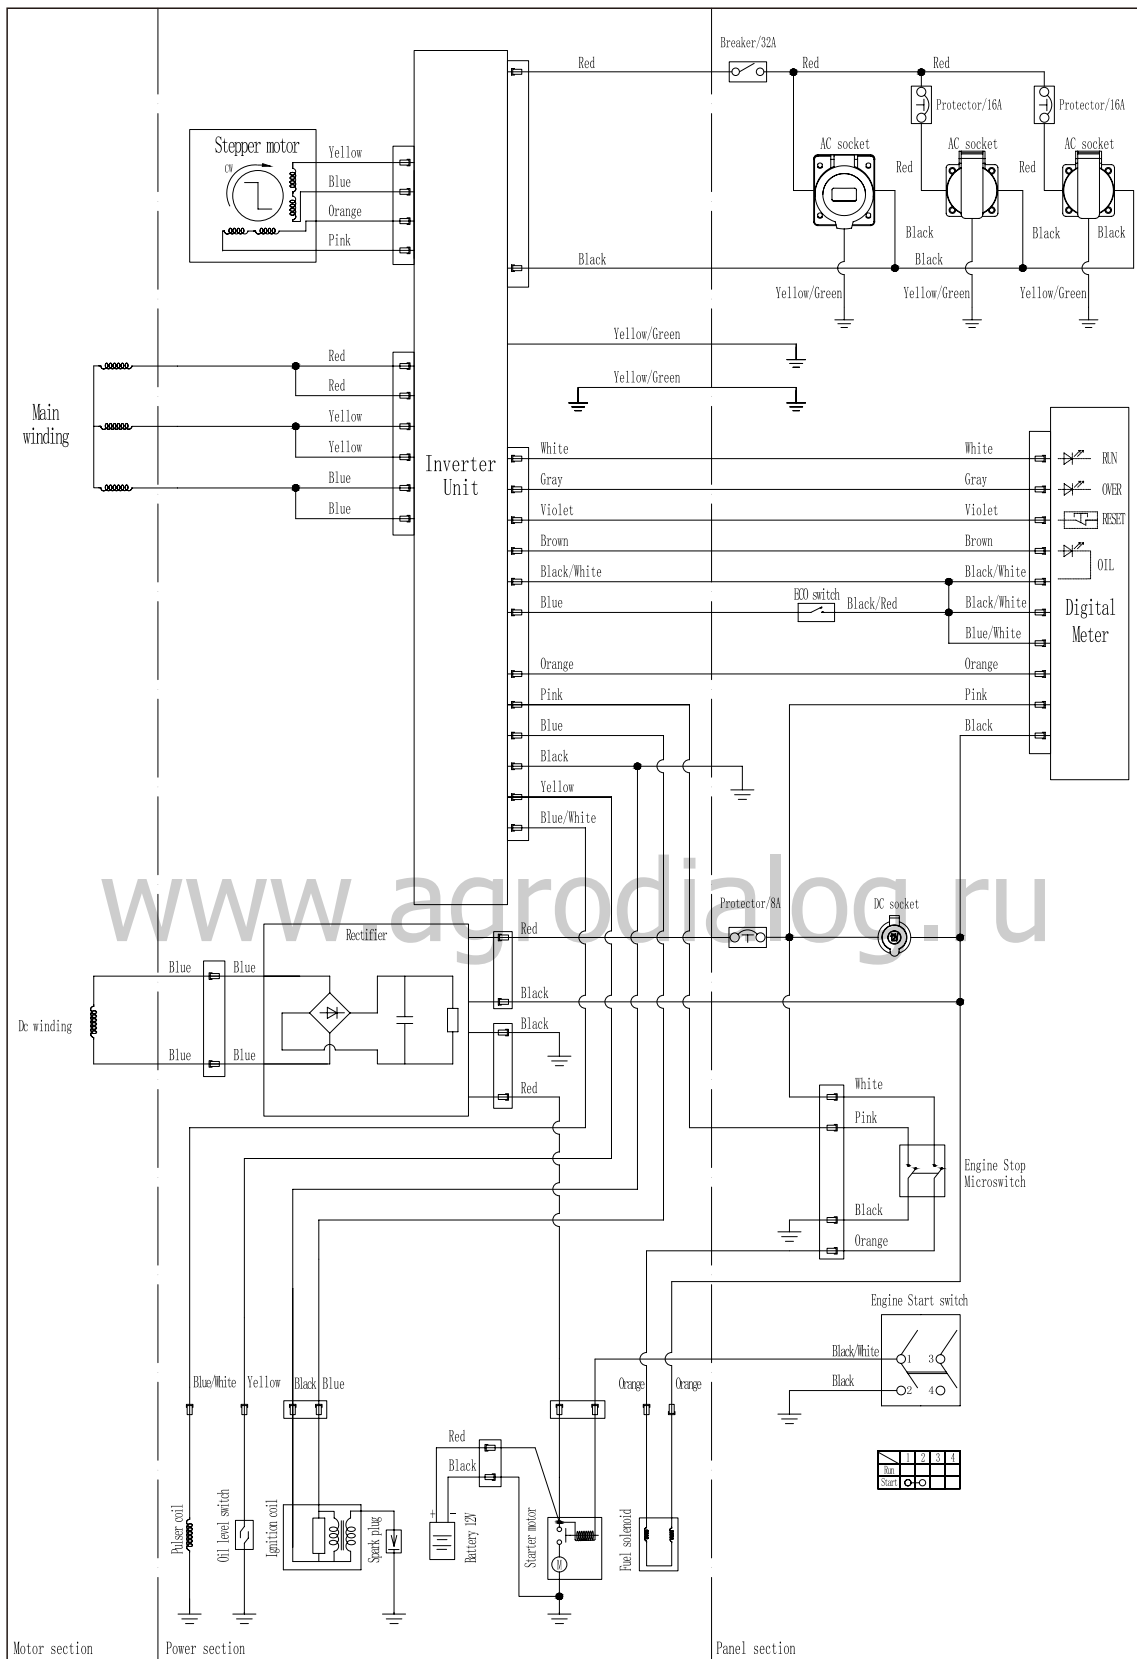 Breaker/32A
Red
Red
Red
Protector/16A
Protector/16A
Stepper motor
CW
Yellow
Blue
Orange
Pink
AC socket
AC socket
AC socket
Red
Red
Black
Black
Black
Black
Black
Yellow/Green
Yellow/Green
Yellow/Green
Yellow/Green
Yellow/Green
Main
winding
Red
Red
Yellow
Yellow
Blue
Blue
Inverter
Unit
White
White
RUN
Gray
Gray
OVER
Violet
Violet
RESET
Brown
Brown
OIL
Black/White
Black/White
Blue
ECO switch
Black/Red
Black/White
Digital
Meter
Blue/White
Orange
Orange
Pink
Pink
Blue
Black
Black
Yellow
Blue/White
www.agrodialog.ru
Protector/8A
DC socket
Rectifier
Red
Blue
Blue
Black
Dc winding
Black
Blue
Blue
Red
White
Pink
Engine Stop
Microswitch
Black
Orange
Engine Start switch
Black/White
1
3
Black
2
4
Blue/White
Yellow
Black
Blue
Orange
Orange
Red
Black
1 2 3 4
Run
Start
Pulser coil
Oil level switch
Ignition coil
Spark plug
+
-
Battery 12V
Starter motor
M
Fuel solenoid
Motor section
Power section
Panel section